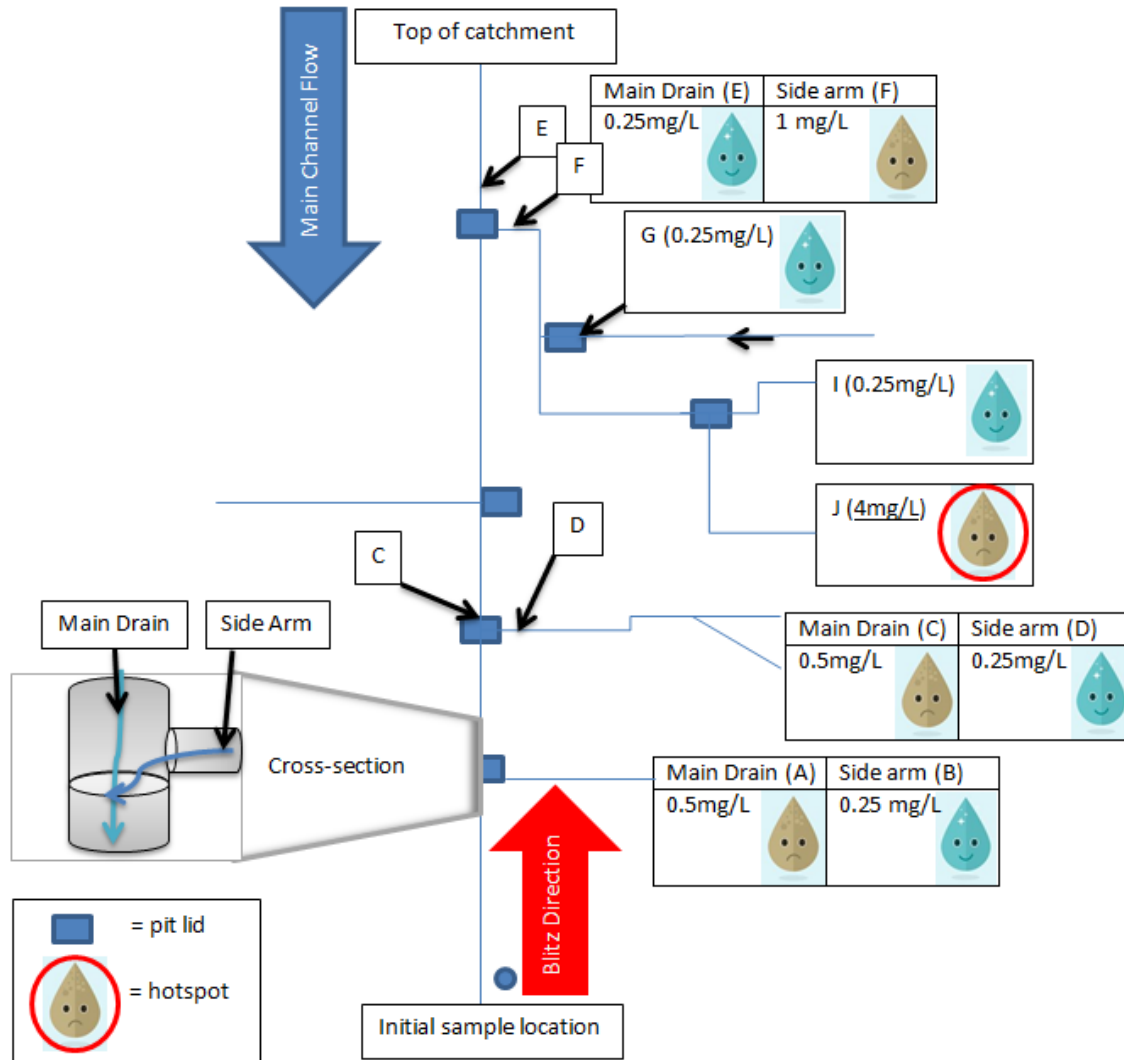 Top of catchment
Main Channel Flow
Main Drain (E) Side arm (F)
0.25mg/L 1 mg/L
E
F
G (0.25mg/L)
I (0.25mg/L)
J (4mg/L)
C
D
Main Drain Side Arm
Main Drain (C) Side arm (D)
0.5mg/L 0.25mg/L
Cross-section
Main Drain (A) Side arm (B)
0.5mg/L 0.25 mg/L
Blitz Direction
= pit lid
= hotspot
Initial sample location